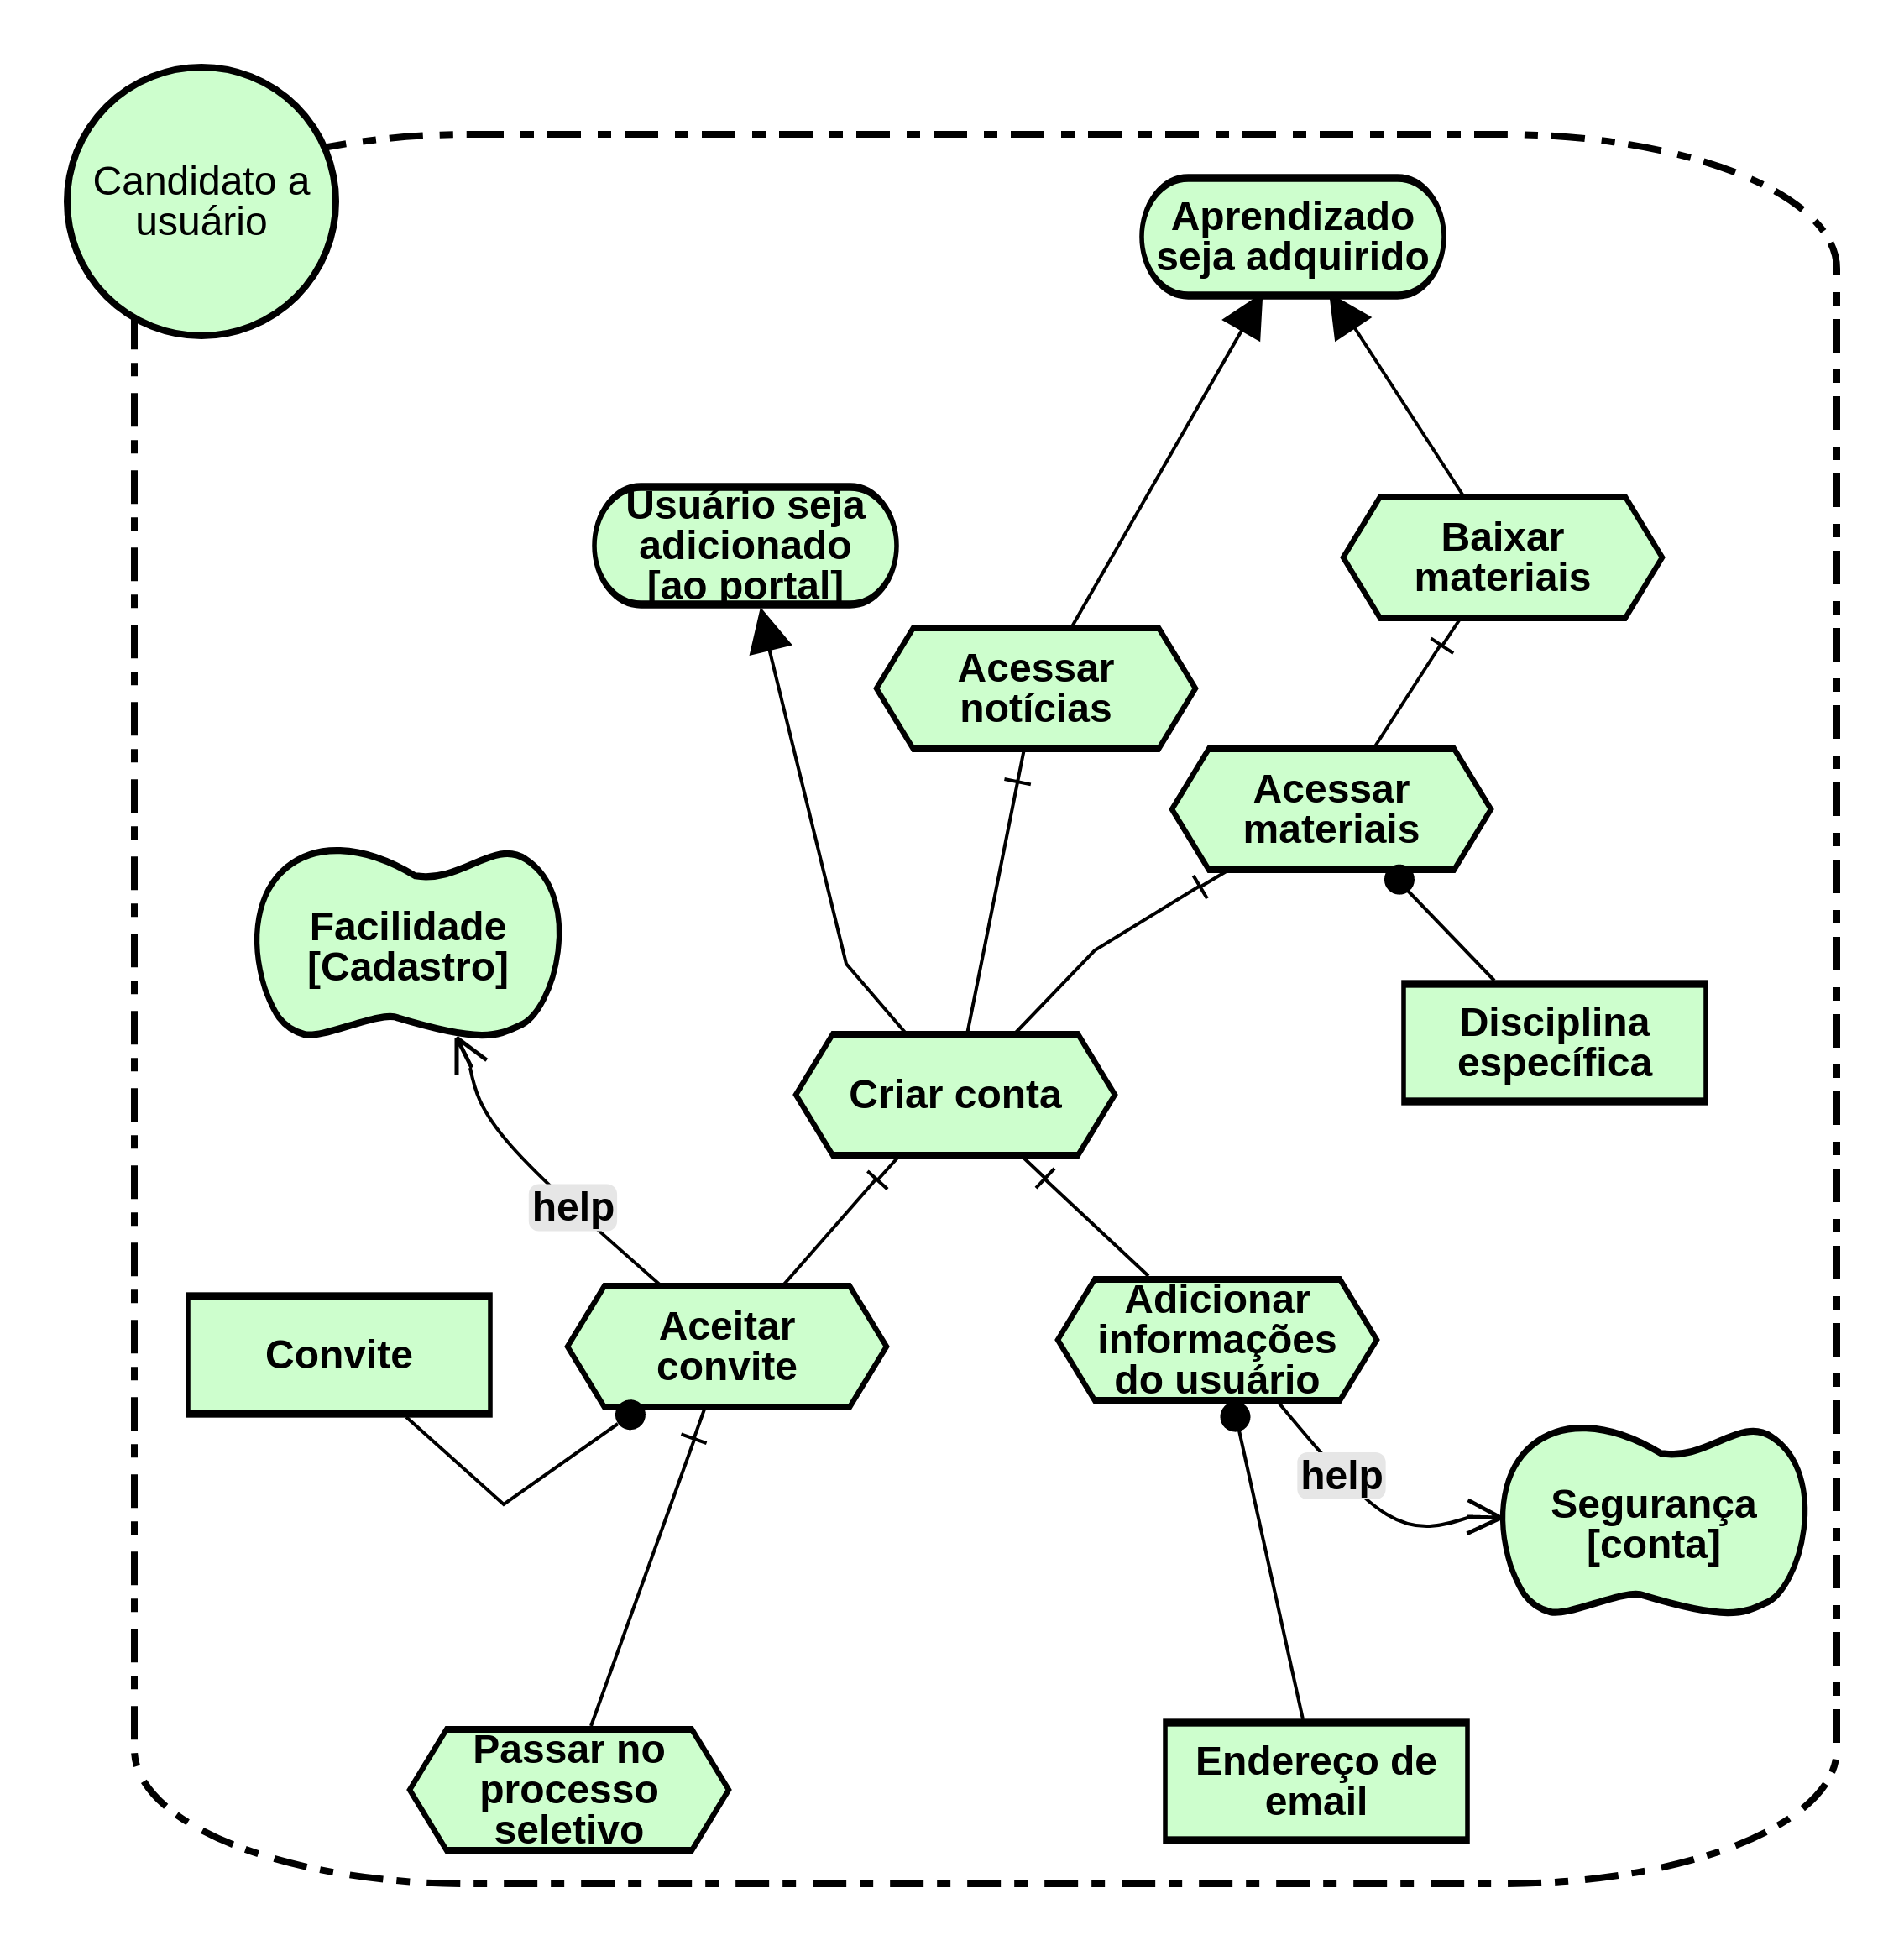 Candidato a
usuário
Aprendizado
seja adquirido
Usuário seja
adicionado
[ao portal]
Baixar
materiais
Acessar
notícias
Acessar
materiais
Facilidade
[Cadastro]
Disciplina
específica
Criar conta
help
Convite
Aceitar
convite
Adicionar
informações
do usuário
help
Segurança
[conta]
Passar no
processo
seletivo
Endereço de
email